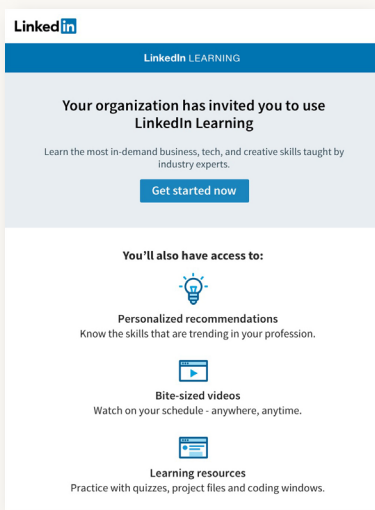 Linked in
LinkedIn LEARNING
Your organization has invited you to use
LinkedIn Learning
Learn the most in-demand business, tech, and creative skills taught by
industry experts.
Get started now
You'll also have access to:
Personalized recommendations
Know the skills that are trending in your profession.
Bite-sized videos
Watch on your schedule - anywhere, anytime.
Learning resources
Practice with quizzes, project files and coding windows.